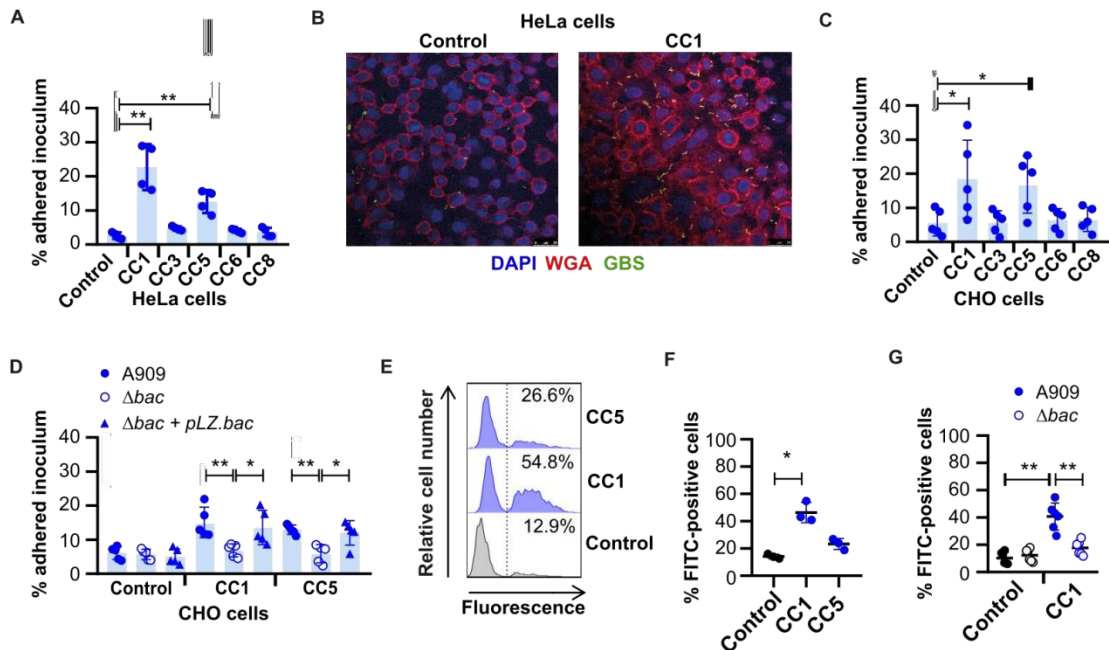 A
% adhered inoculum
40
30
20
10
0
**
**
Control
CC1
CC3
CC5
CC6
CC8
HeLa cells
B
HeLa cells
Control
CC1
DAPI WGA GBS
C
% adhered inoculum
40
30
20
10
0
*
*
Control
CC1
CC3
CC5
CC6
CC8
CHO cells
D
A909
Δbac
Δbac + pLZ.bac
% adhered inoculum
40
30
20
10
0
** *
** *
Control
CC1
CC5
CHO cells
E
Relative cell number
26.6%
CC5
54.8%
CC1
12.9%
Control
Fluorescence
F
% FITC-positive cells
100
80
60
40
20
0
*
Control
CC1
CC5
G
A909
Δbac
% FITC-positive cells
100
80
60
40
20
0
** **
Control
CC1